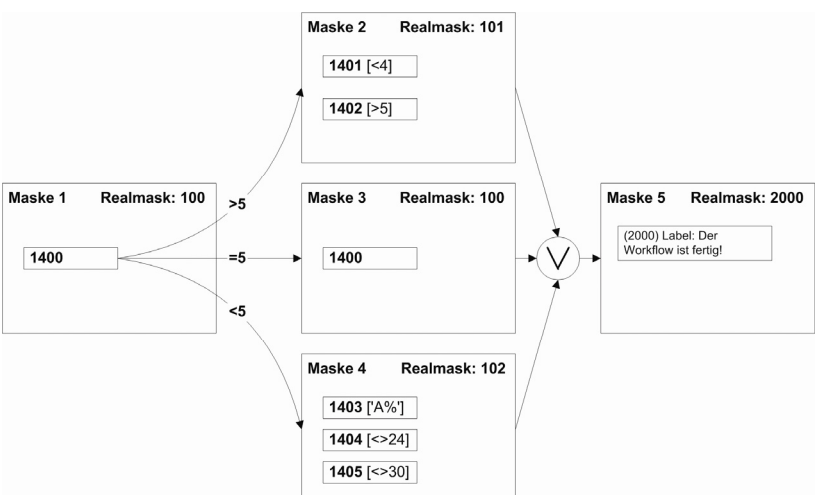 Maske 2 Realmask: 101
1401 [<4]
1402 [>5]
Maske 1 Realmask: 100
1400
>5
=5
<5
Maske 3 Realmask: 100
1400
Maske 4 Realmask: 102
1403 ['A%']
1404 [<>24]
1405 [<>30]
V
Maske 5 Realmask: 2000
(2000) Label: Der
Workflow ist fertig!